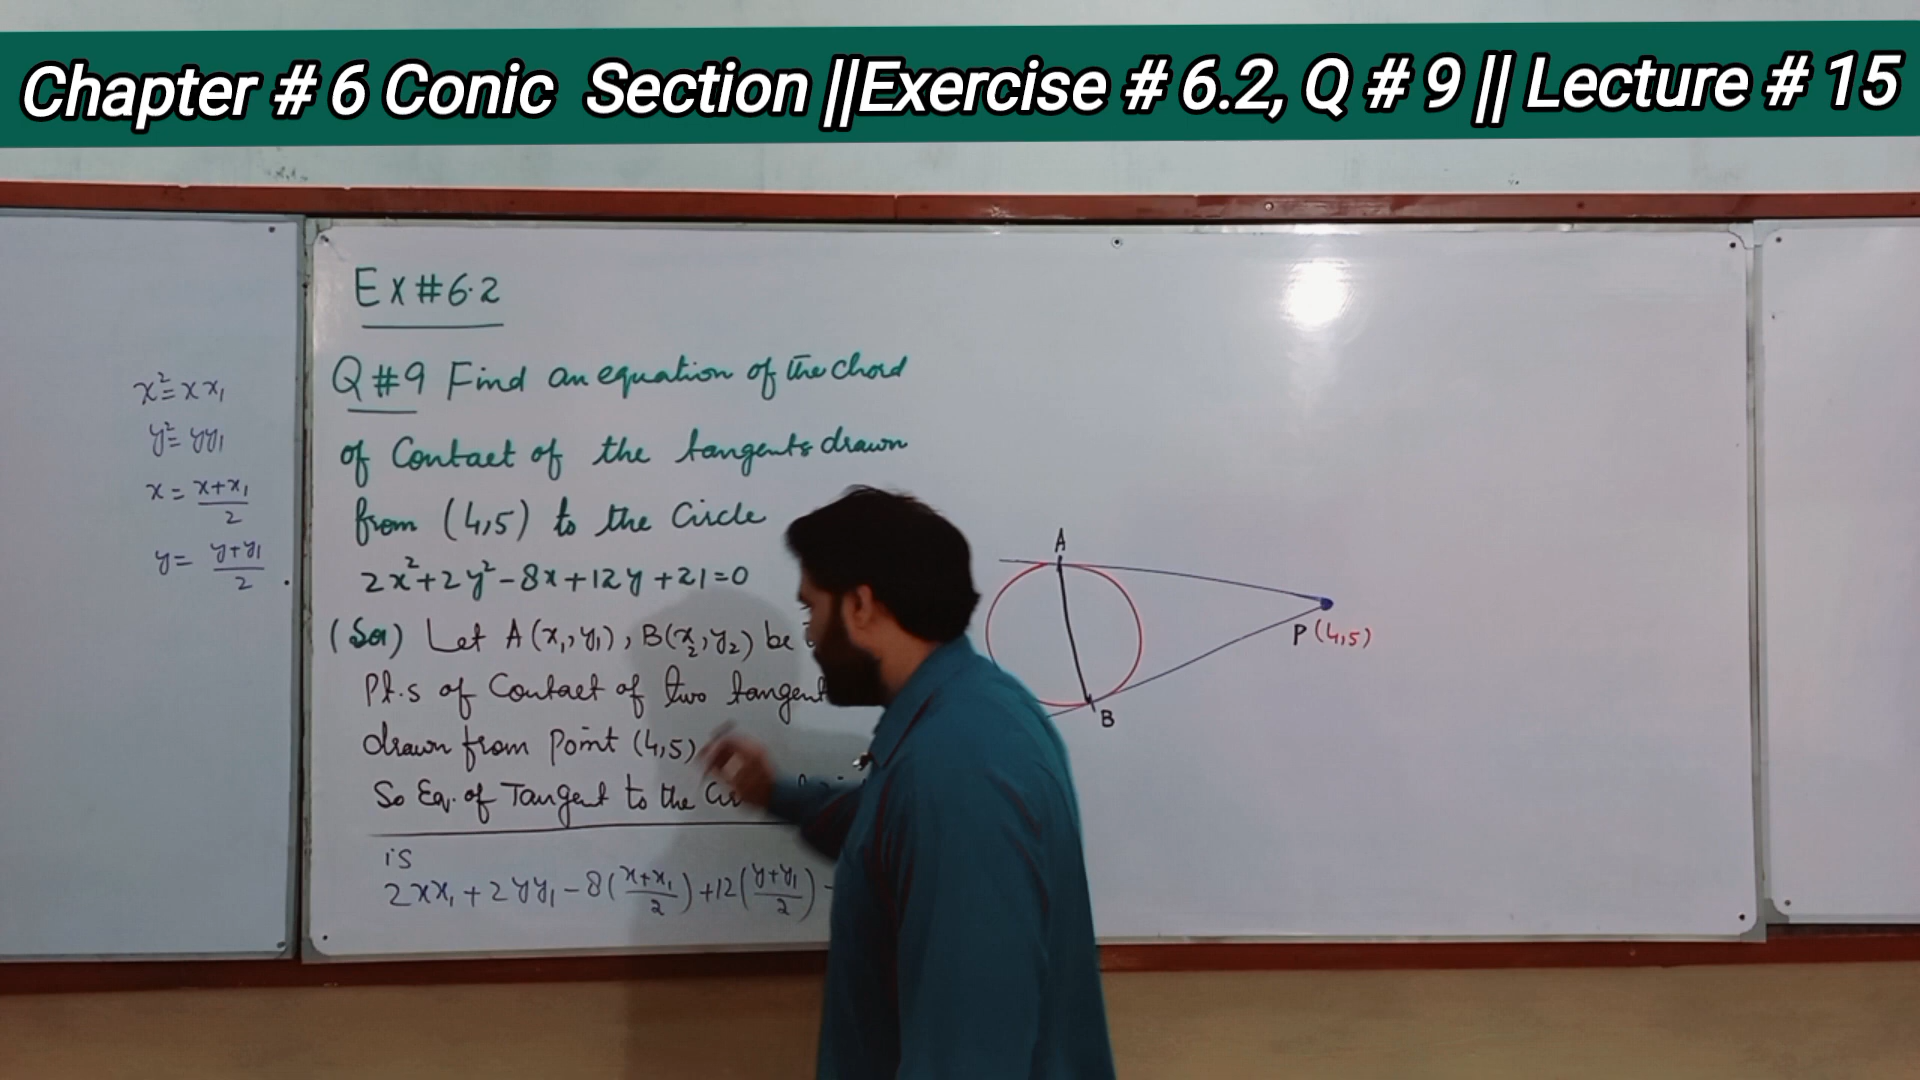 Chapter # 6 Conic Section ||Exercise # 6.2, Q # 9 || Lecture # 15
x²=xx₁
y²=yy₁
x = x+x₁/2
y = y+y₁/2 .
Ex#6.2
Q#9 Find an equation of the chord
of Contact of the tangents drawn
from (4,5) to the Circle
2x²+2y²-8x+12y+21=0
(Sol) Let A(x₁,y₁), B(x₂,y₂) be
Pt.s of Contact of two tangent
drawn from Point (4,5)
So Eq. of Tangent to the
is
2xx₁+2yy₁-8(x+x₁/2)+12(y+y₁/2)
A
P(4,5)
B